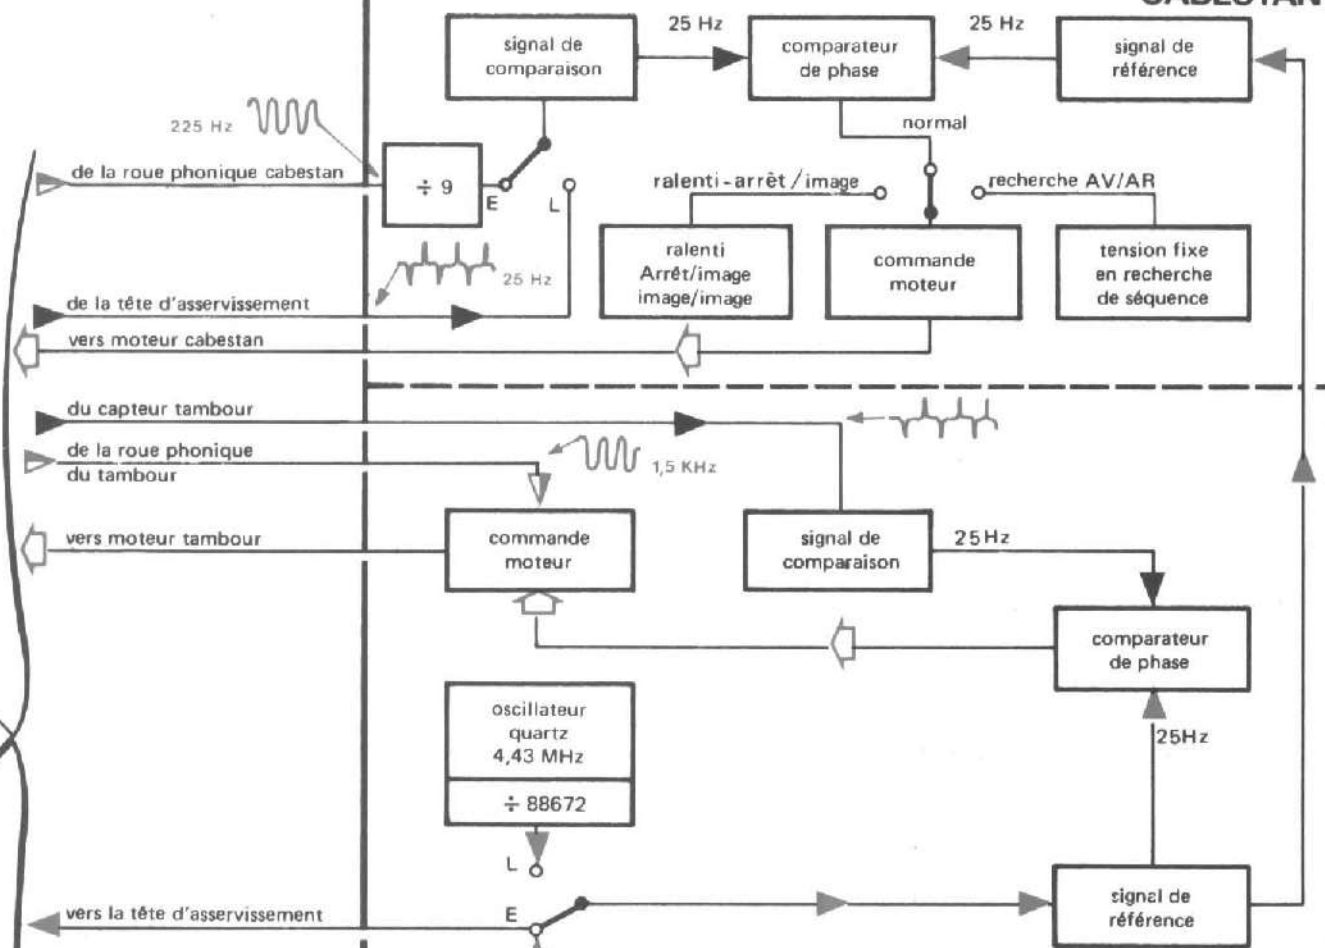 CABESTAN
signal de
comparaison
25 Hz
comparateur
de phase
25 Hz
signal de
référence
225 Hz
normal
de la roue phonique cabestan
÷ 9
E
L
ralenti-arrêt / image
recherche AV/AR
ralenti
Arrêt/image
image/image
commande
moteur
tension fixe
en recherche
de séquence
25 Hz
de la tête d'asservissement
vers moteur cabestan
du capteur tambour
de la roue phonique
du tambour
1,5 KHz
vers moteur tambour
commande
moteur
signal de
comparaison
25Hz
comparateur
de phase
oscillateur
quartz
4,43 MHz
÷ 88672
25Hz
L
E
vers la tête d'asservissement
signal de
référence